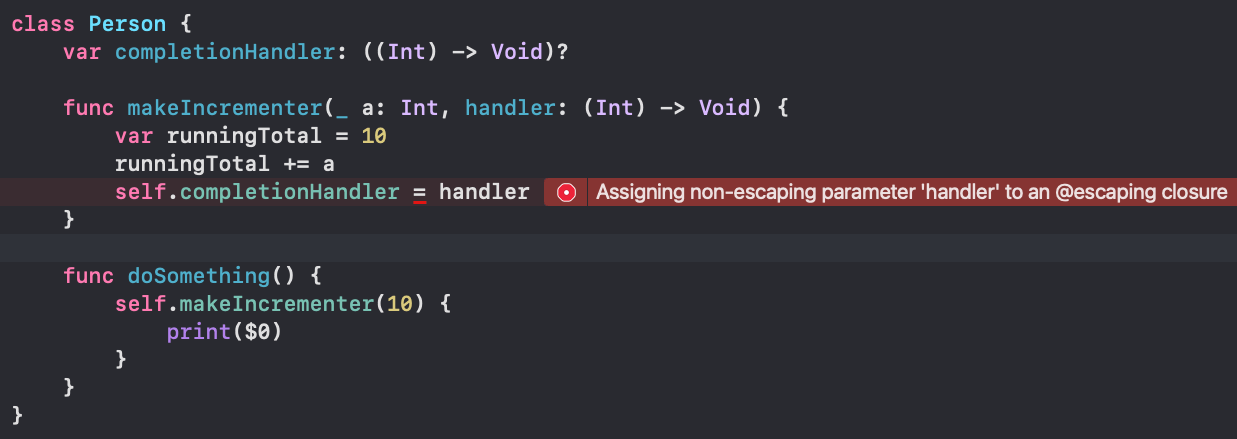 class Person {
    var completionHandler: ((Int) -> Void)?
    func makeIncrementer(_ a: Int, handler: (Int) -> Void) {
        var runningTotal = 10
        runningTotal += a
        self.completionHandler = handler Assigning non-escaping parameter 'handler' to an @escaping closure
    }
    func doSomething() {
        self.makeIncrementer(10) {
            print($0)
        }
    }
}